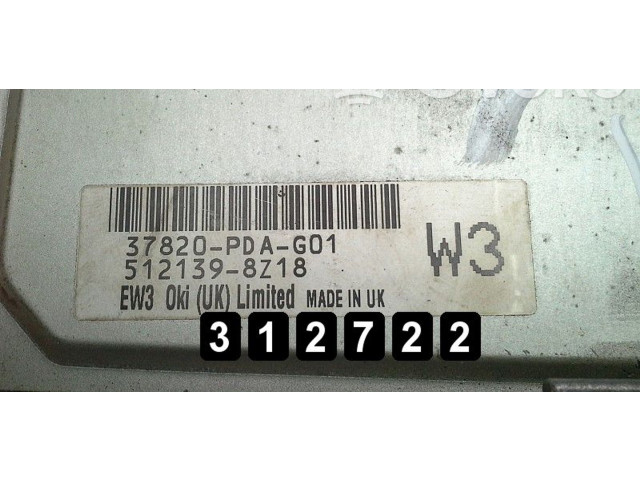 37820-PDA-G01
512139-8Z18
W3
EW3 Oki (UK) Limited MADE IN UK
312722